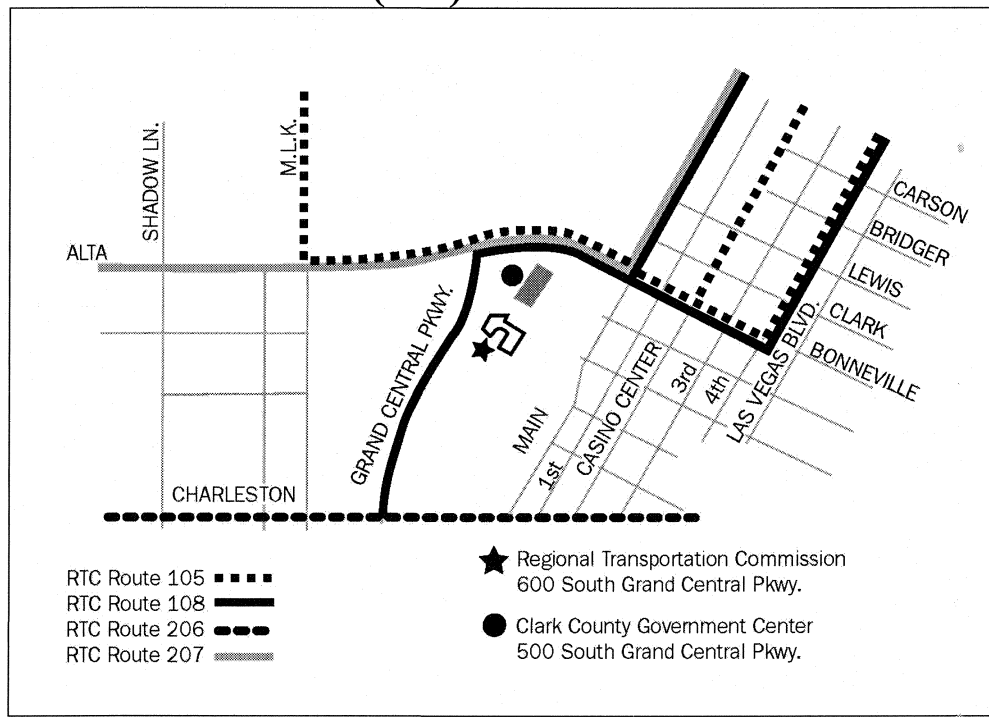 SHADOW LN.
M.L.K.
ALTA
GRAND CENTRAL PKWY.
CARSON
BRIDGER
LEWIS
CLARK
BONNEVILLE
LAS VEGAS BLVD.
4th
3rd
CASINO CENTER
1st
MAIN
CHARLESTON
RTC Route 105
RTC Route 108
RTC Route 206
RTC Route 207
Regional Transportation Commission
600 South Grand Central Pkwy.
Clark County Government Center
500 South Grand Central Pkwy.